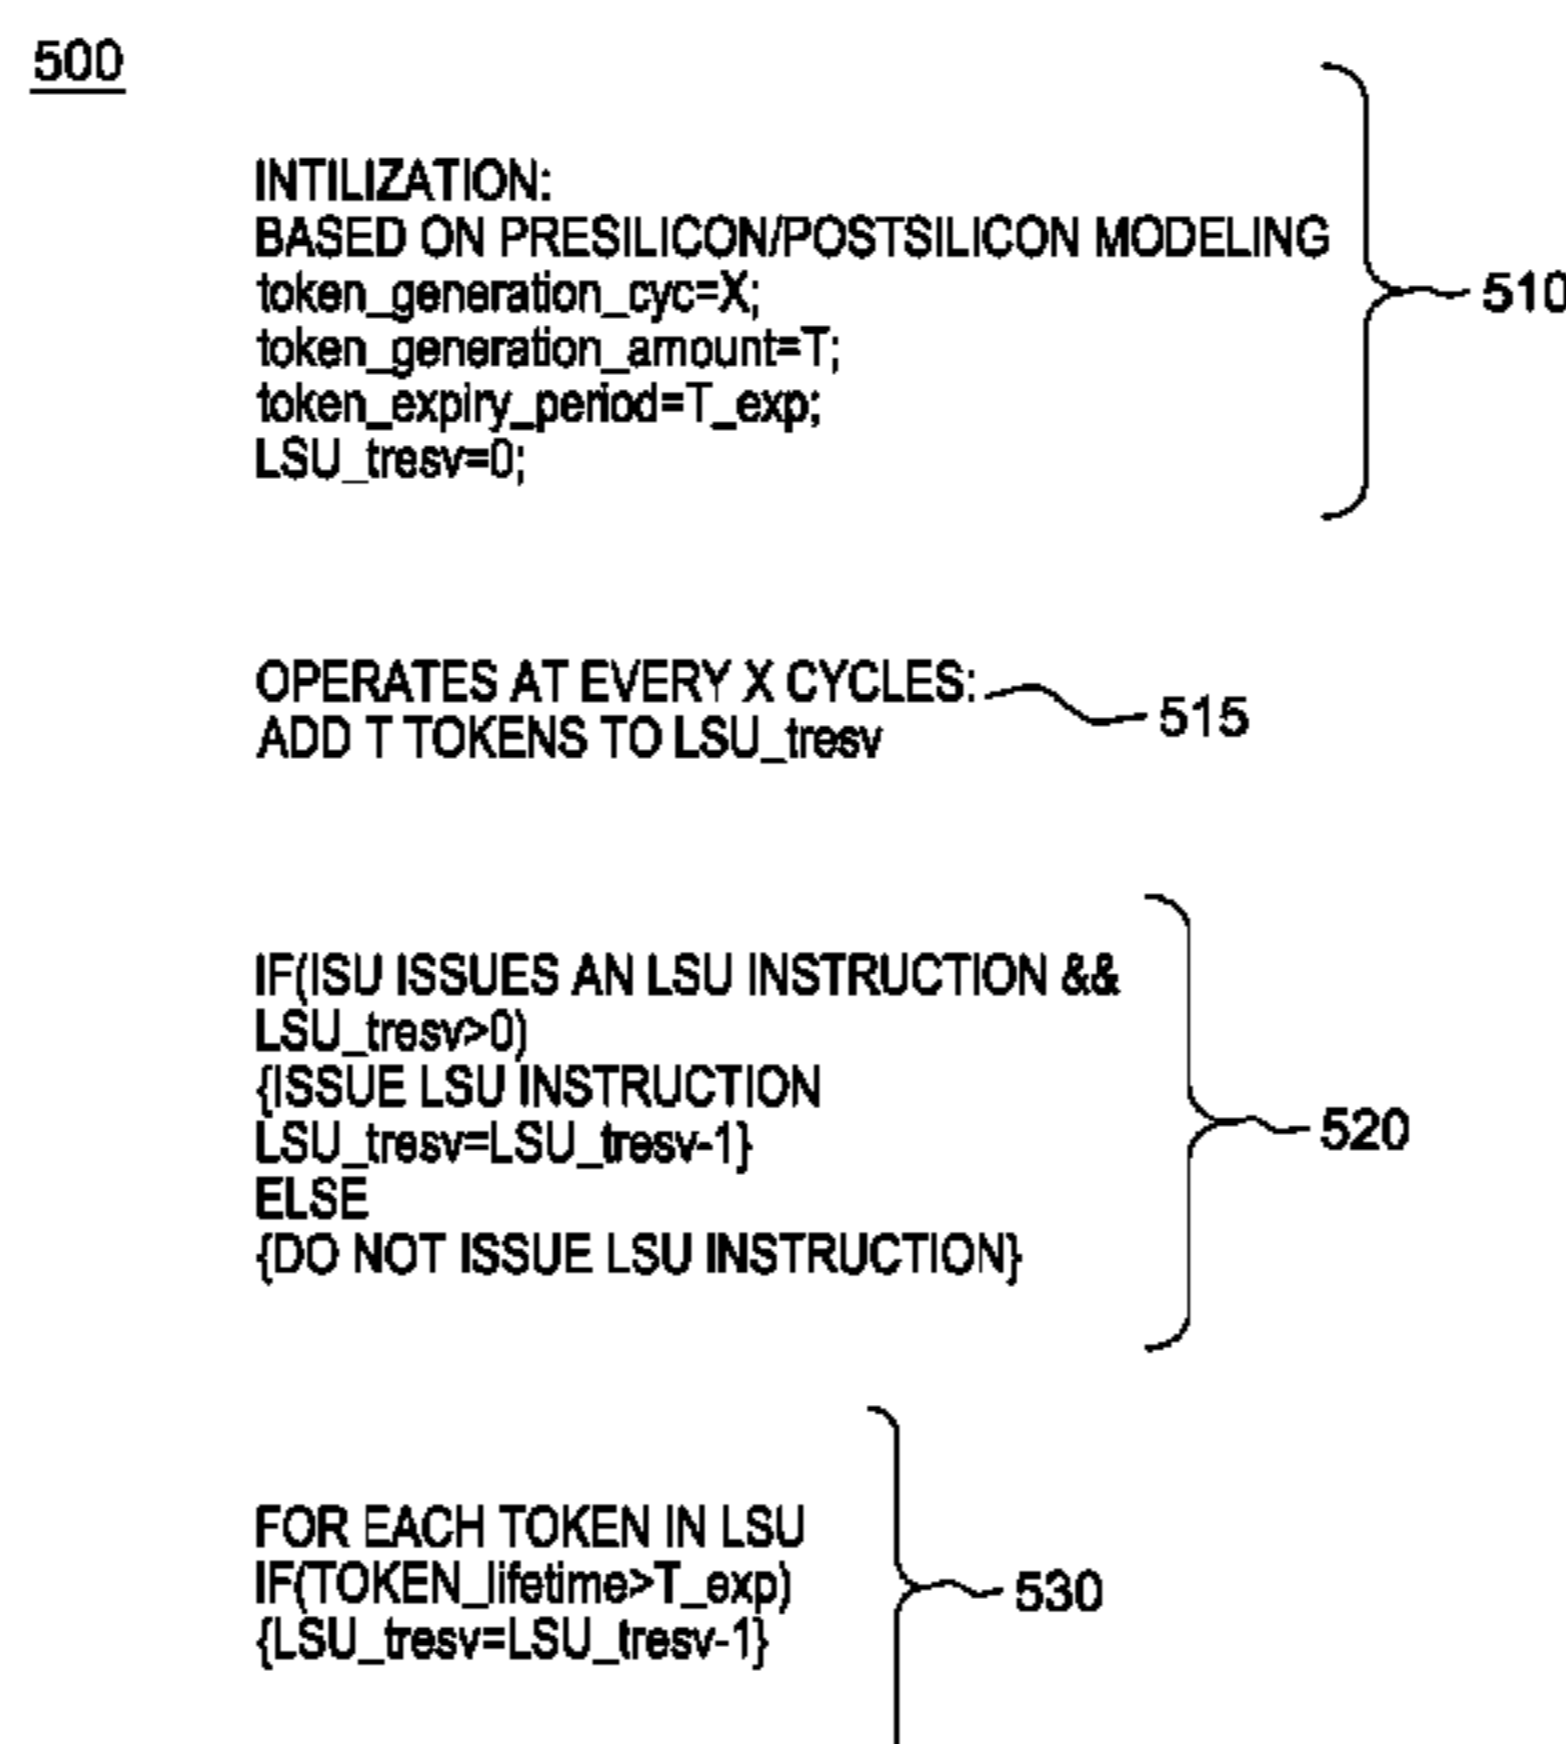 500
INTILIZATION:
BASED ON PRESILICON/POSTSILICON MODELING
token_generation_cyc=X;
token_generation_amount=T;
token_expiry_period=T_exp;
LSU_tresv=0;
510
OPERATES AT EVERY X CYCLES:
515
ADD T TOKENS TO LSU_tresv
IF(ISU ISSUES AN LSU INSTRUCTION &&
LSU_tresv>0)
{ISSUE LSU INSTRUCTION
LSU_tresv=LSU_tresv-1}
ELSE
{DO NOT ISSUE LSU INSTRUCTION}
520
FOR EACH TOKEN IN LSU
IF(TOKEN_lifetime>T_exp)
{LSU_tresv=LSU_tresv-1}
530